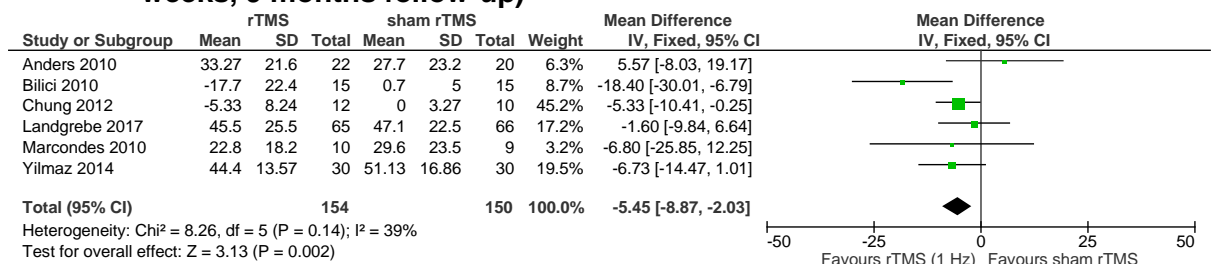 weeks, 6 months follow-up)
rTMS sham rTMS Mean Difference Mean Difference
Study or Subgroup Mean SD Total Mean SD Total Weight IV, Fixed, 95% CI IV, Fixed, 95% CI
Anders 2010 33.27 21.6 22 27.7 23.2 20 6.3% 5.57 [-8.03, 19.17]
Bilici 2010 -17.7 22.4 15 0.7 5 15 8.7% -18.40 [-30.01, -6.79]
Chung 2012 -5.33 8.24 12 0 3.27 10 45.2% -5.33 [-10.41, -0.25]
Landgrebe 2017 45.5 25.5 65 47.1 22.5 66 17.2% -1.60 [-9.84, 6.64]
Marcondes 2010 22.8 18.2 10 29.6 23.5 9 3.2% -6.80 [-25.85, 12.25]
Yilmaz 2014 44.4 13.57 30 51.13 16.86 30 19.5% -6.73 [-14.47, 1.01]
Total (95% CI) 154 150 100.0% -5.45 [-8.87, -2.03]
Heterogeneity: Chi² = 8.26, df = 5 (P = 0.14); I² = 39%
Test for overall effect: Z = 3.13 (P = 0.002)
-50 -25 0 25 50
Favours rTMS (1 Hz) Favours sham rTMS